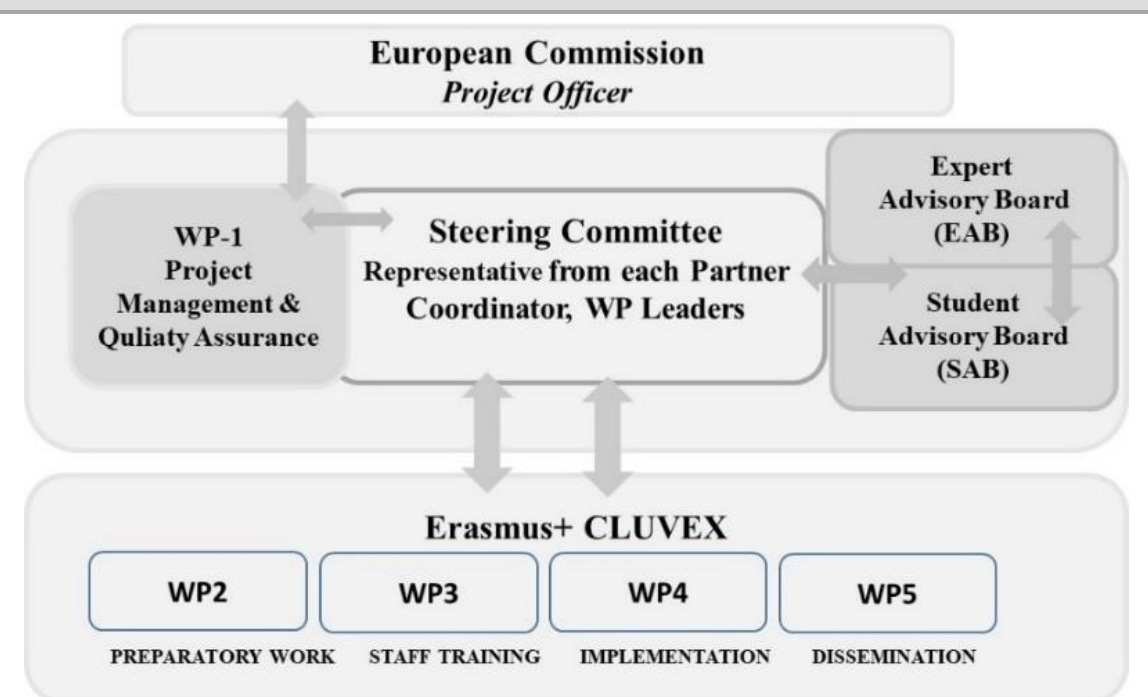 European Commission
Project Officer
WP-1
Project
Management &
Quliaty Assurance
Steering Committee
Representative from each Partner
Coordinator, WP Leaders
Expert
Advisory Board
(EAB)
Student
Advisory Board
(SAB)
Erasmus+ CLUVEX
WP2
WP3
WP4
WP5
PREPARATORY WORK
STAFF TRAINING
IMPLEMENTATION
DISSEMINATION